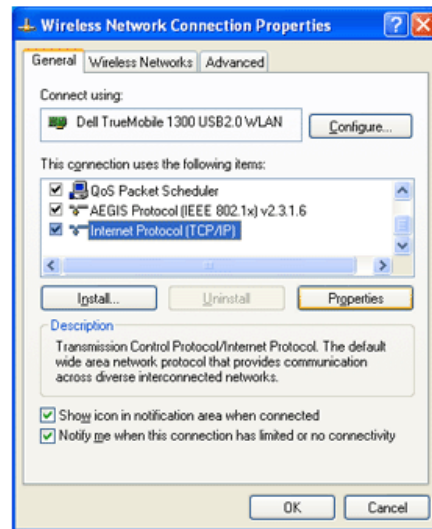 Wireless Network Connection Properties
General
Wireless Networks
Advanced
Connect using:
Dell TrueMobile 1300 USB2.0 WLAN
Configure...
This connection uses the following items:
QoS Packet Scheduler
AEGIS Protocol (IEEE 802.1x) v2.3.1.6
Internet Protocol (TCP/IP)
Install...
Uninstall
Properties
Description
Transmission Control Protocol/Internet Protocol. The default
wide area network protocol that provides communication
across diverse interconnected networks.
Show icon in notification area when connected
Notify me when this connection has limited or no connectivity
OK
Cancel